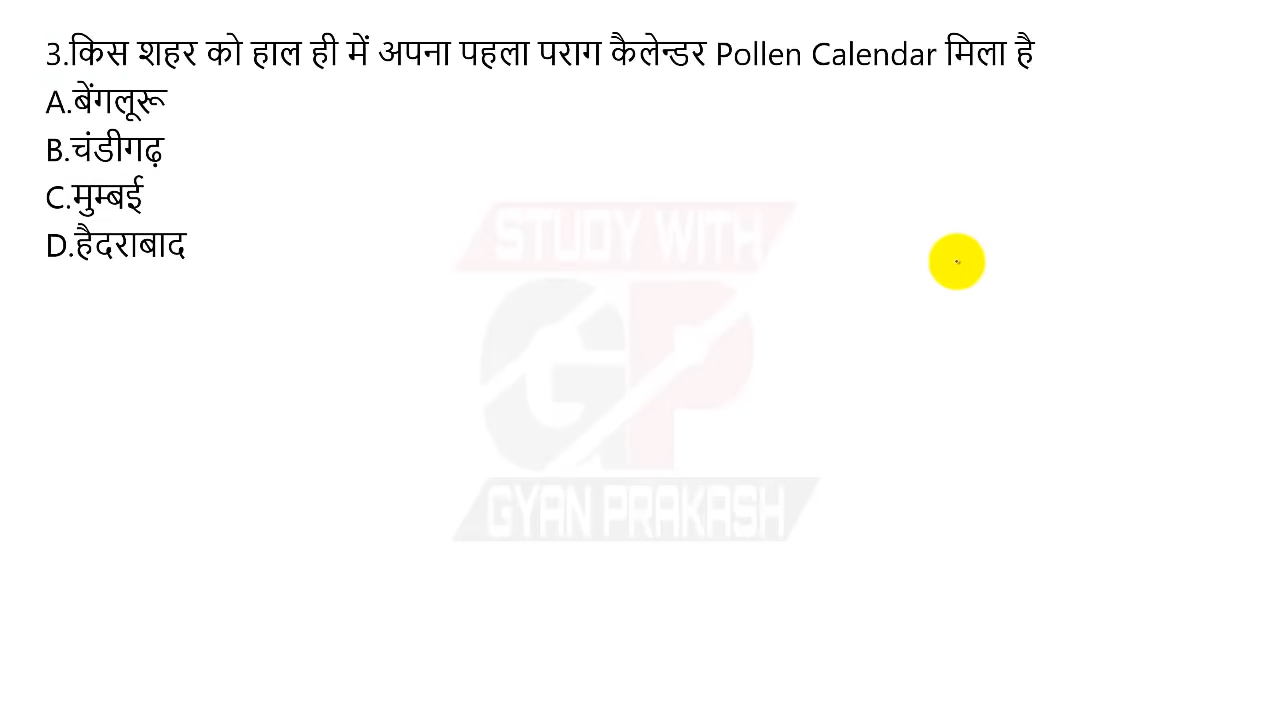 3.किस शहर को हाल ही में अपना पहला पराग कैलेन्डर Pollen Calendar मिला है
A.बेंगलूरू
B.चंडीगढ़
C.मुम्बई
D.हैदराबाद
STUDY WITH
GP
GYAN PRAKASH